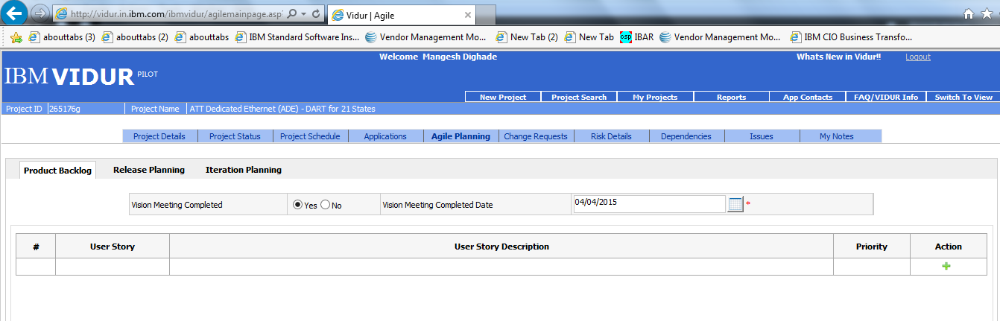 http://vidur.in.ibm.com/ibmvidur/agilemainpage.asp
Vidur | Agile
abouttabs (3) abouttabs (2) abouttabs IBM Standard Software Ins... Vendor Management Mo... New Tab (2) New Tab csp IBAR Vendor Management Mo... IBM CIO Business Transfo...
Welcome Mangesh Dighade Whats New in Vidur!! Logout
IBM VIDUR PILOT
New Project Project Search My Projects Reports App Contacts FAQ/VIDUR Info Switch To View
Project ID 265176g Project Name ATT Dedicated Ethernet (ADE) - DART for 21 States
Project Details Project Status Project Schedule Applications Agile Planning Change Requests Risk Details Dependencies Issues My Notes
Product Backlog Release Planning Iteration Planning
Vision Meeting Completed Yes No Vision Meeting Completed Date 04/04/2015 *
# User Story User Story Description Priority Action